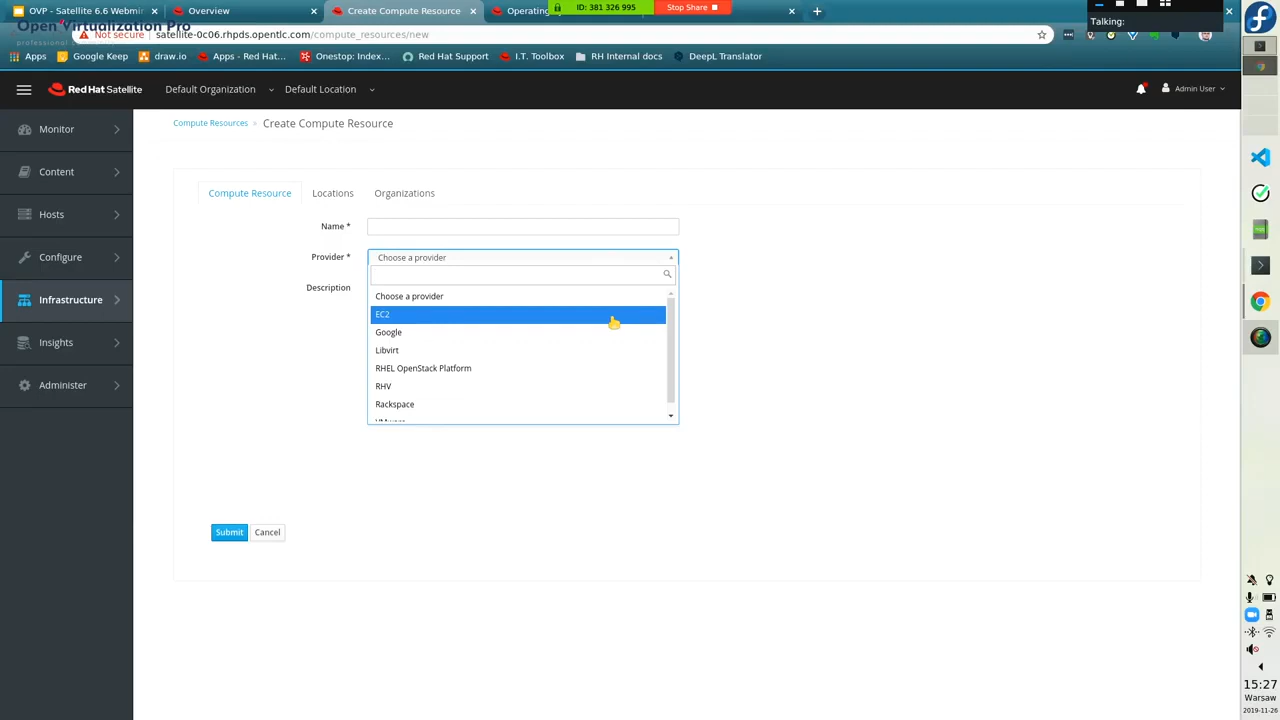 OVP - Satellite 6.6 Webmi
Overview
Create Compute Resource
Operating
ID: 381 326 995
Stop Share
Talking:
Open Virtualization Pro
Not secure
satellite-0c06.rhpds.opentlc.com/compute_resources/new
Apps
Google Keep
draw.io
Apps - Red Hat...
Onestop: Index...
Red Hat Support
I.T. Toolbox
RH Internal docs
DeepL Translator
Red Hat Satellite
Default Organization
Default Location
Admin User
Monitor
Content
Hosts
Configure
Infrastructure
Insights
Administer
Compute Resources » Create Compute Resource
Compute Resource
Locations
Organizations
Name *
Provider *
Choose a provider
Description
Choose a provider
EC2
Google
Libvirt
RHEL OpenStack Platform
RHV
Rackspace
VMware
Submit
Cancel
15:27
Warsaw
2019-11-26